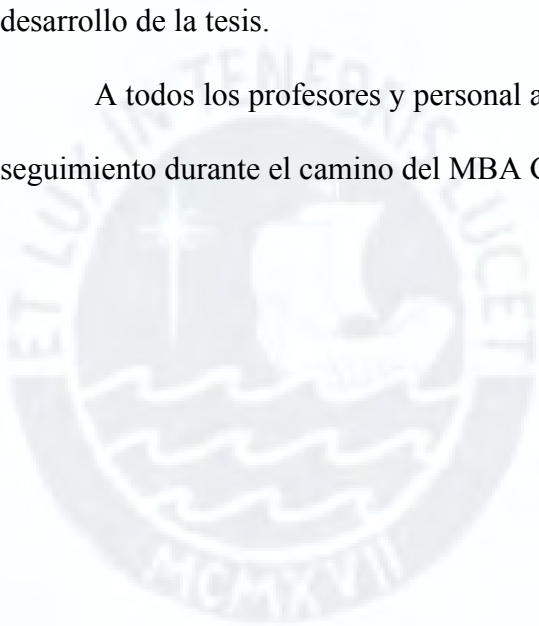 desarrollo de la tesis.
A todos los profesores y personal a
seguimiento durante el camino del MBA
ET LUX IN TENEBRIS LUCET
MCMXVII